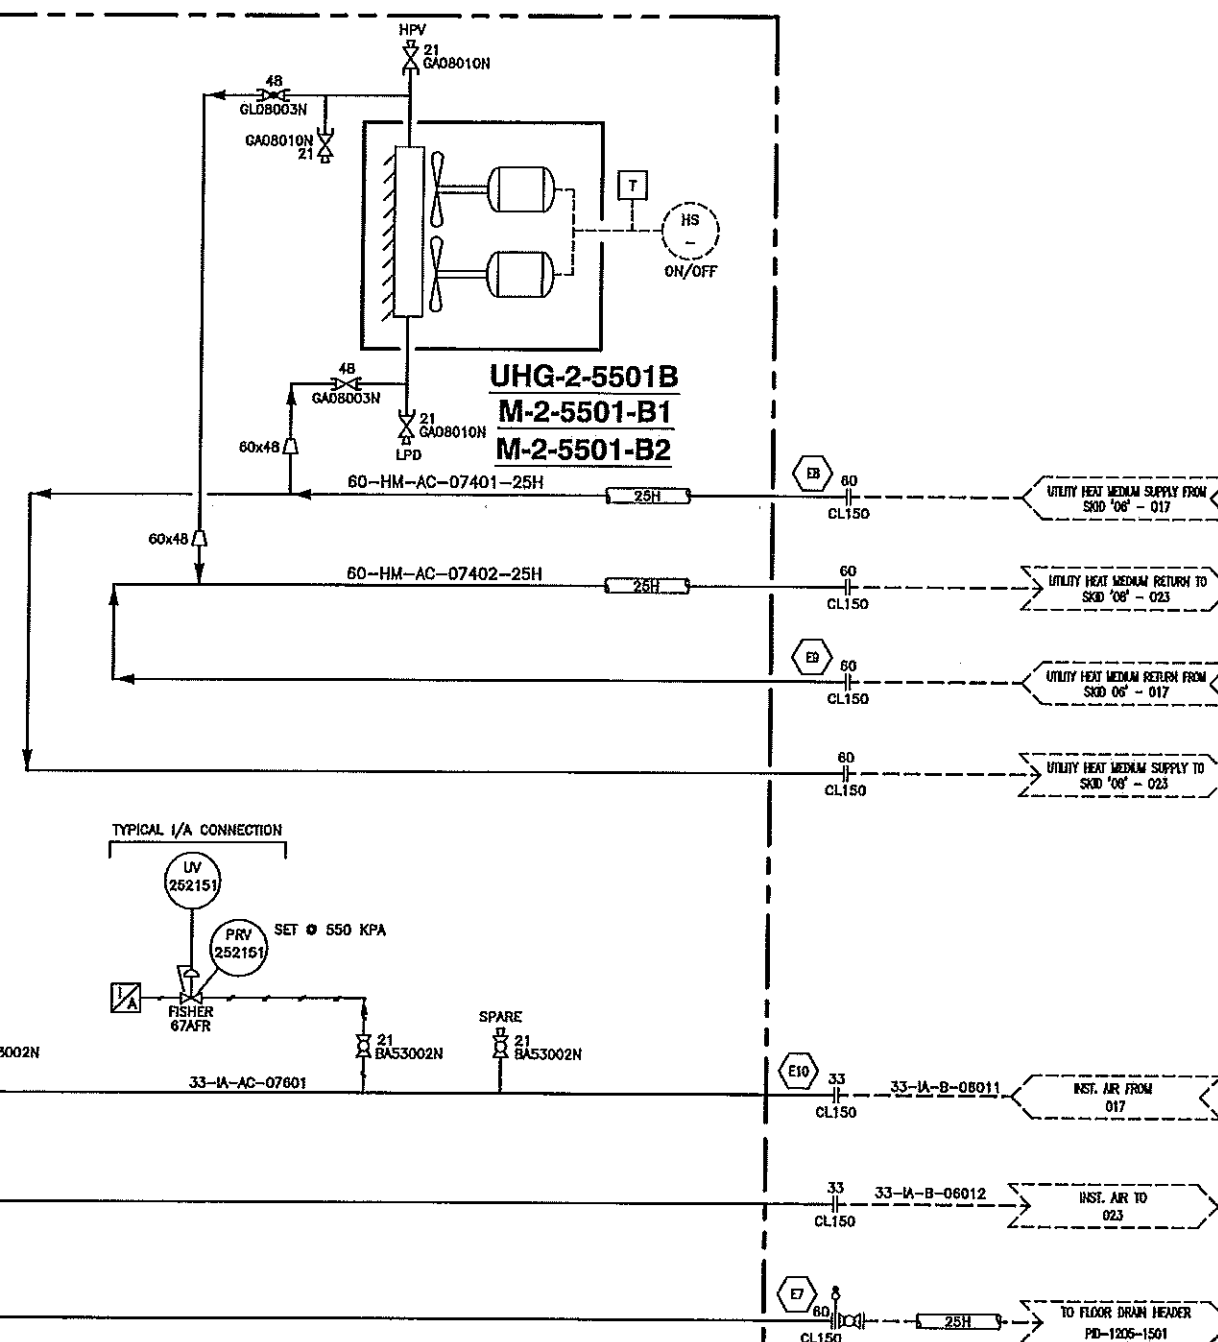 HPV
21
GA08010N
48
GL08003N
GA08010N
21
T
HS
-
ON/OFF
48
GA08003N
21
GA08010N
LPD
UHG-2-5501B
M-2-5501-B1
M-2-5501-B2
60x48
60-HM-AC-07401-25H
25H
E8
60
CL150
UTILITY HEAT MEDIUM SUPPLY FROM
SKID '06' - 017
60x48
60-HM-AC-07402-25H
25H
60
CL150
UTILITY HEAT MEDIUM RETURN TO
SKID '08' - 023
E9
60
CL150
UTILITY HEAT MEDIUM RETURN FROM
SKID 06' - 017
60
CL150
UTILITY HEAT MEDIUM SUPPLY TO
SKID '08' - 023
TYPICAL I/A CONNECTION
UV
252151
PRV
252151
SET @ 550 KPA
I/A
FISHER
67AFR
21
BA53002N
SPARE
21
BA53002N
3002N
33-IA-AC-07601
E10
33
CL150
33-IA-B-06011
INST. AIR FROM
017
33
CL150
33-IA-B-06012
INST. AIR TO
023
E7
60
CL150
25H
TO FLOOR DRAIN HEADER
PID-1206-1501